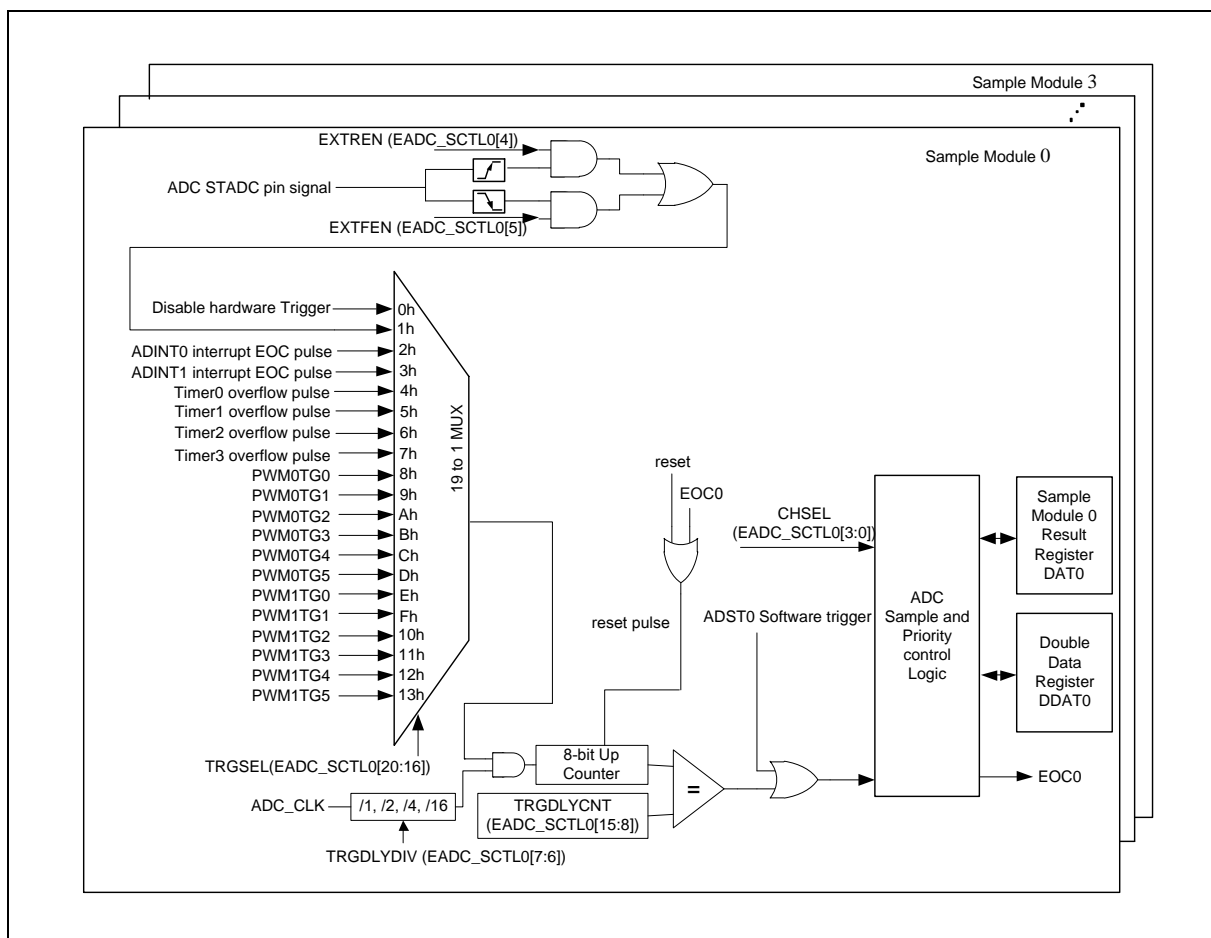 Sample Module 3
Sample Module 0
EXTREN (EADC_SCTL0[4])
ADC STADC pin signal
EXTFEN (EADC_SCTL0[5])
Disable hardware Trigger
0h
1h
ADINT0 interrupt EOC pulse
2h
ADINT1 interrupt EOC pulse
3h
Timer0 overflow pulse
4h
Timer1 overflow pulse
5h
Timer2 overflow pulse
6h
Timer3 overflow pulse
7h
PWM0TG0
8h
PWM0TG1
9h
PWM0TG2
Ah
PWM0TG3
Bh
PWM0TG4
Ch
PWM0TG5
Dh
PWM1TG0
Eh
PWM1TG1
Fh
PWM1TG2
10h
PWM1TG3
11h
PWM1TG4
12h
PWM1TG5
13h
19 to 1 MUX
TRGSEL(EADC_SCTL0[20:16])
ADC_CLK
/1, /2, /4, /16
TRGDLYDIV (EADC_SCTL0[7:6])
reset
EOC0
reset pulse
8-bit Up
Counter
TRGDLYCNT
(EADC_SCTL0[15:8])
=
CHSEL
(EADC_SCTL0[3:0])
ADST0 Software trigger
ADC
Sample and
Priority
control
Logic
Sample
Module 0
Result
Register
DAT0
Double
Data
Register
DDAT0
EOC0